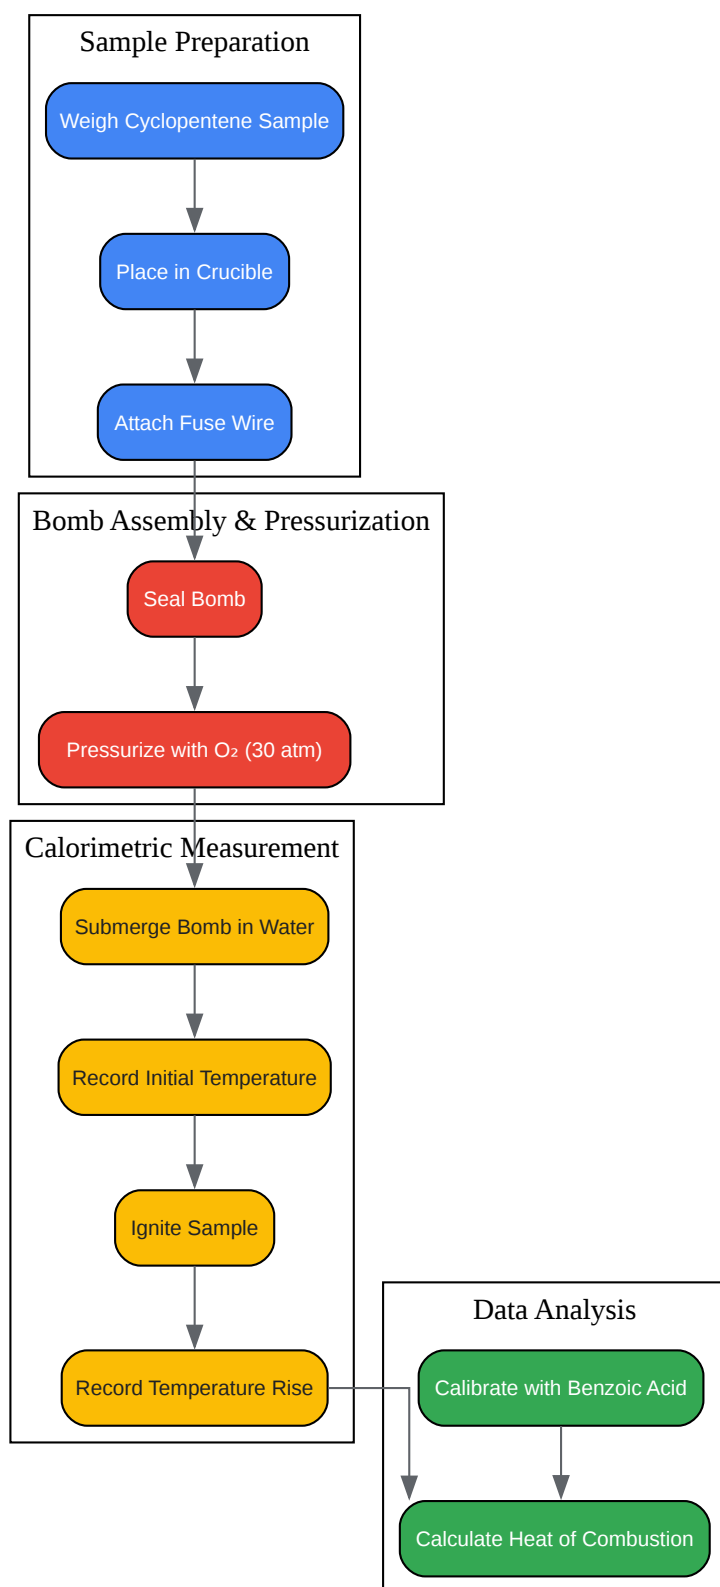 Sample Preparation
Weigh Cyclopentene Sample
Place in Crucible
Attach Fuse Wire
Bomb Assembly & Pressurization
Seal Bomb
Pressurize with O₂ (30 atm)
Calorimetric Measurement
Submerge Bomb in Water
Record Initial Temperature
Ignite Sample
Record Temperature Rise
Data Analysis
Calibrate with Benzoic Acid
Calculate Heat of Combustion